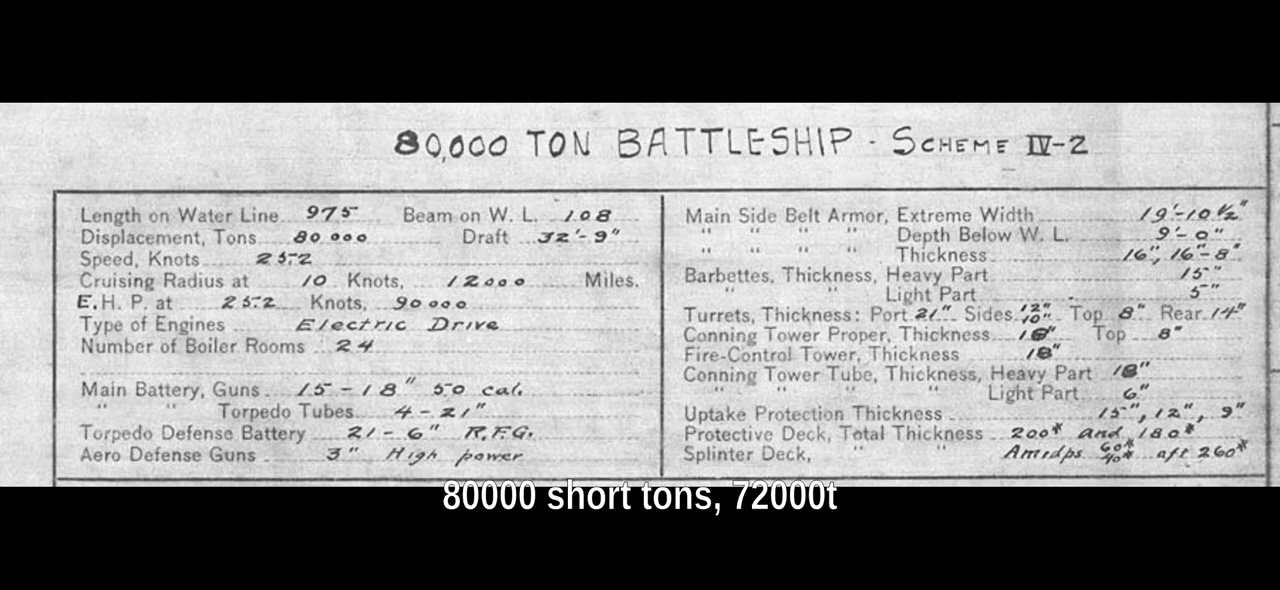 80,000 TON BATTLESHIP - SCHEME IV-2
Length on Water Line 975 Beam on W. L. 108
Displacement, Tons 80000 Draft 32'-9"
Speed, Knots 25.2
Cruising Radius at 10 Knots, 12000 Miles.
E.H.P. at 25.2 Knots, 90000
Type of Engines Electric Drive
Number of Boiler Rooms 24
Main Battery, Guns 15-18" 50 cal.
" " Torpedo Tubes 4-21"
Torpedo Defense Battery 21-6" R.F.G.
Aero Defense Guns 3" High power
Main Side Belt Armor, Extreme Width 19'-10½"
" " " " Depth Below W. L. 9'-0"
" " " " Thickness 16", 16"-8"
Barbettes, Thickness, Heavy Part 15"
" " Light Part 5"
Turrets, Thickness: Port 21" Sides 12" 10" Top 8" Rear 14"
Conning Tower Proper, Thickness 18" Top 8"
Fire-Control Tower, Thickness 18"
Conning Tower Tube, Thickness, Heavy Part 18"
" " " " Light Part 6"
Uptake Protection Thickness 15", 12", 9"
Protective Deck, Total Thickness 200# and 180#
Splinter Deck, " " Amidps 60# 40# aft 260#
80000 short tons, 72000t